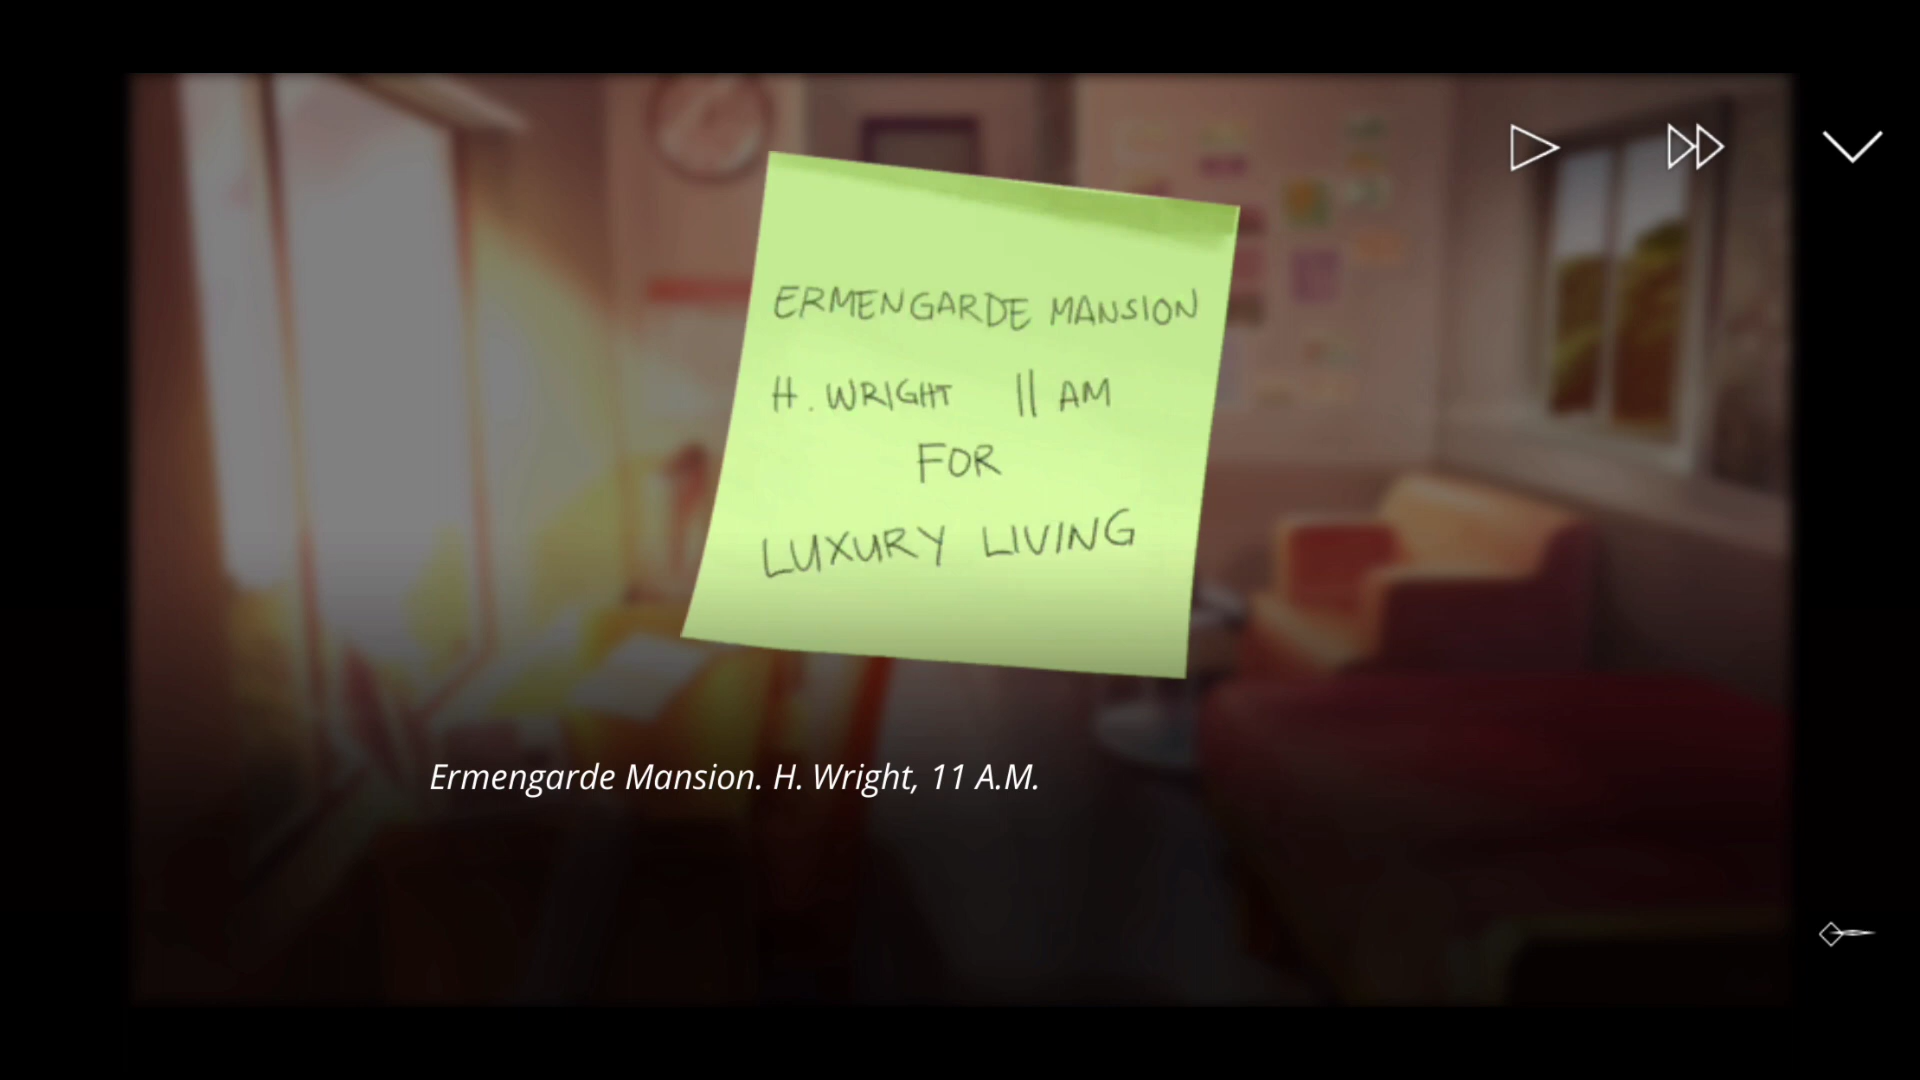 ERMENGARDE MANSION
H. WRIGHT 11 AM
FOR
LUXURY LIVING
Ermengarde Mansion. H. Wright, 11 A.M.